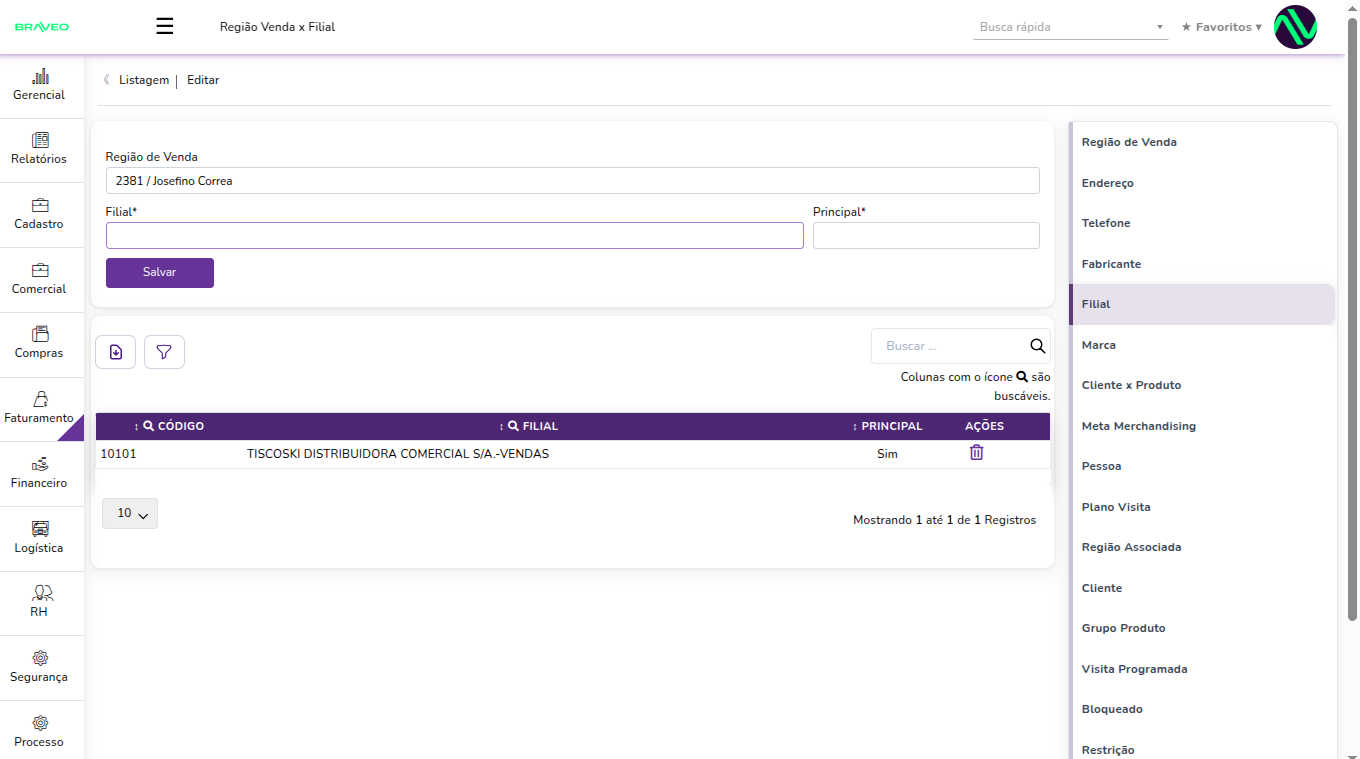 BRAVEO
☰
Região Venda x Filial
Busca rápida
★ Favoritos ▾
Gerencial
Relatórios
Cadastro
Comercial
Compras
Faturamento
Financeiro
Logística
RH
Segurança
Processo
《 Listagem | Editar
Região de Venda
2381 / Josefino Correa
Filial*
Principal*
Salvar
Buscar ...
Colunas com o ícone são
buscáveis.
↕ CÓDIGO ↕ FILIAL ↕ PRINCIPAL AÇÕES
10101 TISCOSKI DISTRIBUIDORA COMERCIAL S/A.-VENDAS Sim
10
Mostrando 1 até 1 de 1 Registros
Região de Venda
Endereço
Telefone
Fabricante
Filial
Marca
Cliente x Produto
Meta Merchandising
Pessoa
Plano Visita
Região Associada
Cliente
Grupo Produto
Visita Programada
Bloqueado
Restrição